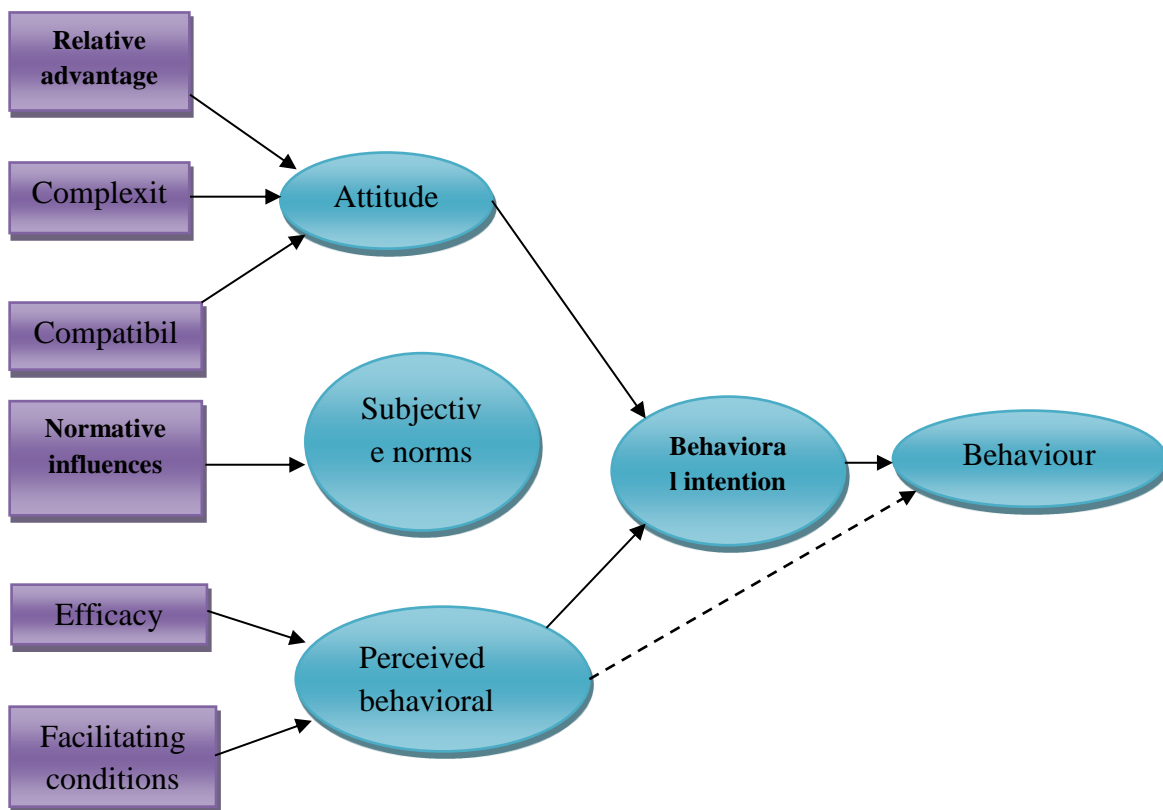 Relative
advantage
Complexit
Attitude
Compatibil
Normative
influences
Subjectiv
e norms
Behaviora
l intention
Behaviour
Efficacy
Perceived
behavioral
Facilitating
conditions